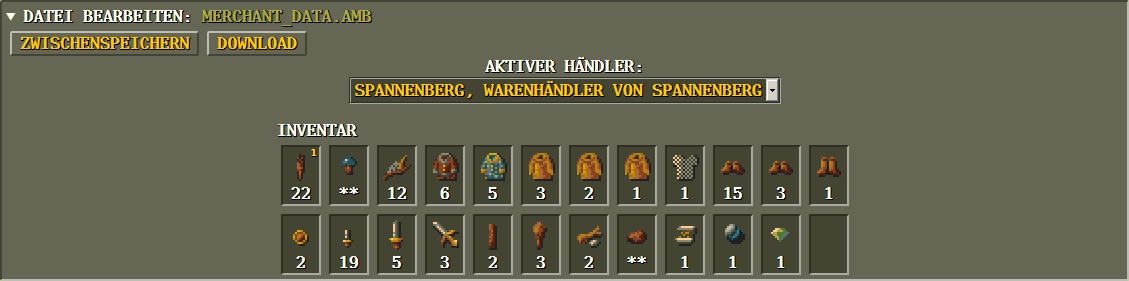 ▼ DATEI BEARBEITEN: MERCHANT_DATA.AMB
ZWISCHENSPEICHERN DOWNLOAD
AKTIVER HÄNDLER:
SPANNENBERG, WARENHÄNDLER VON SPANNENBERG
INVENTAR
1
22 ** 12 6 5 3 2 1 1 15 3 1
2 19 5 3 2 3 2 ** 1 1 1